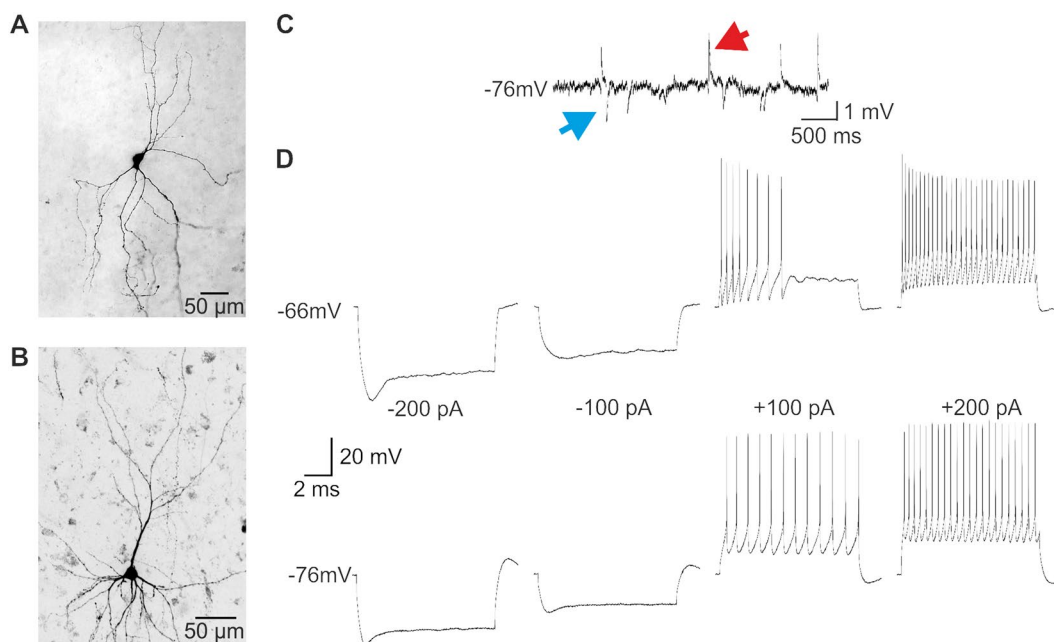 A
50 µm
B
50 µm
C
-76mV
1 mV
500 ms
D
-66mV
-200 pA
-100 pA
+100 pA
+200 pA
20 mV
2 ms
-76mV